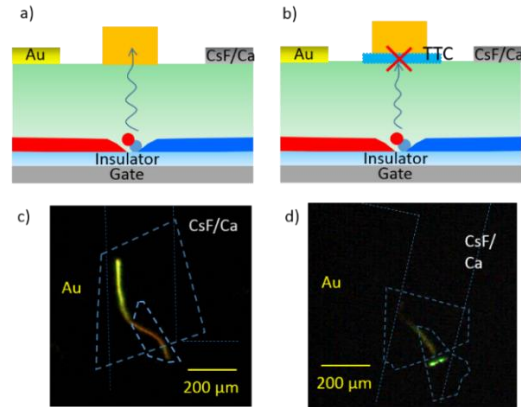 a)
Au
CsF/Ca
Insulator
Gate
b)
Au
TTC
CsF/Ca
Insulator
Gate
c)
CsF/Ca
Au
200 µm
d)
CsF/
Ca
Au
200 µm